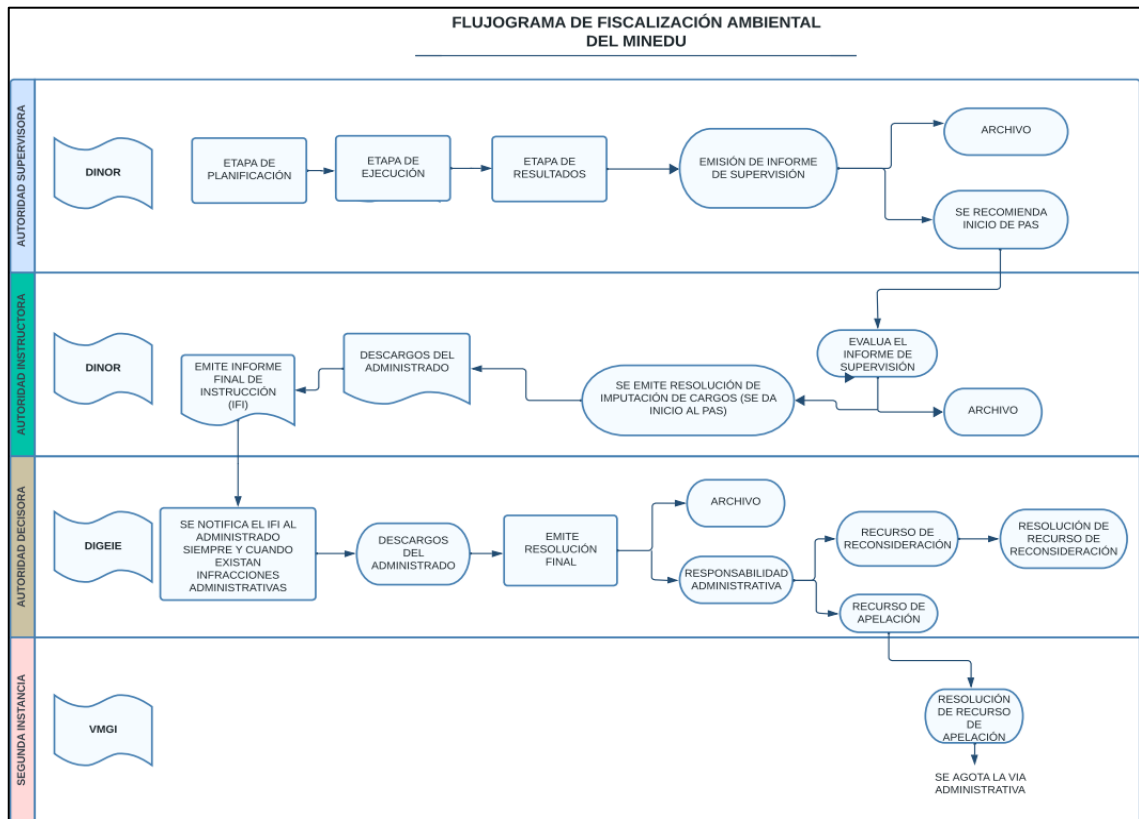 FLUJOGRAMA DE FISCALIZACIÓN AMBIENTAL
DEL MINEDU
AUTORIDAD SUPERVISORA
DINOR
ETAPA DE
PLANIFICACIÓN
ETAPA DE
EJECUCIÓN
ETAPA DE
RESULTADOS
EMISIÓN DE INFORME
DE SUPERVISIÓN
ARCHIVO
SE RECOMIENDA
INICIO DE PAS
AUTORIDAD INSTRUCTORA
DINOR
EMITE INFORME
FINAL DE
INSTRUCCIÓN
(IFI)
DESCARGOS DEL
ADMINISTRADO
SE EMITE RESOLUCIÓN DE
IMPUTACIÓN DE CARGOS (SE DA
INICIO AL PAS)
EVALUA EL
INFORME DE
SUPERVISIÓN
ARCHIVO
AUTORIDAD DECISORA
DIGEIE
SE NOTIFICA EL IFI AL
ADMINISTRADO
SIEMPRE Y CUANDO
EXISTAN
INFRACCIONES
ADMINISTRATIVAS
DESCARGOS
DEL
ADMINISTRADO
EMITE
RESOLUCIÓN
FINAL
ARCHIVO
RESPONSABILIDAD
ADMINISTRATIVA
RECURSO DE
RECONSIDERACIÓN
RESOLUCIÓN DE
RECURSO DE
RECONSIDERACIÓN
RECURSO DE
APELACIÓN
SEGUNDA INSTANCIA
VMGI
RESOLUCIÓN
DE RECURSO
DE
APELACIÓN
SE AGOTA LA VIA
ADMINISTRATIVA